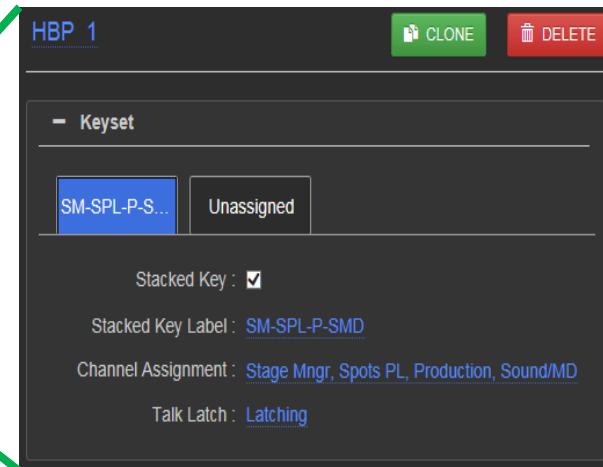 HBP 1
CLONE
DELETE
Keyset
SM-SPL-P-S...
Unassigned
Stacked Key :
Stacked Key Label : SM-SPL-P-SMD
Channel Assignment : Stage Mngr, Spots PL, Production, Sound/MD
Talk Latch : Latching